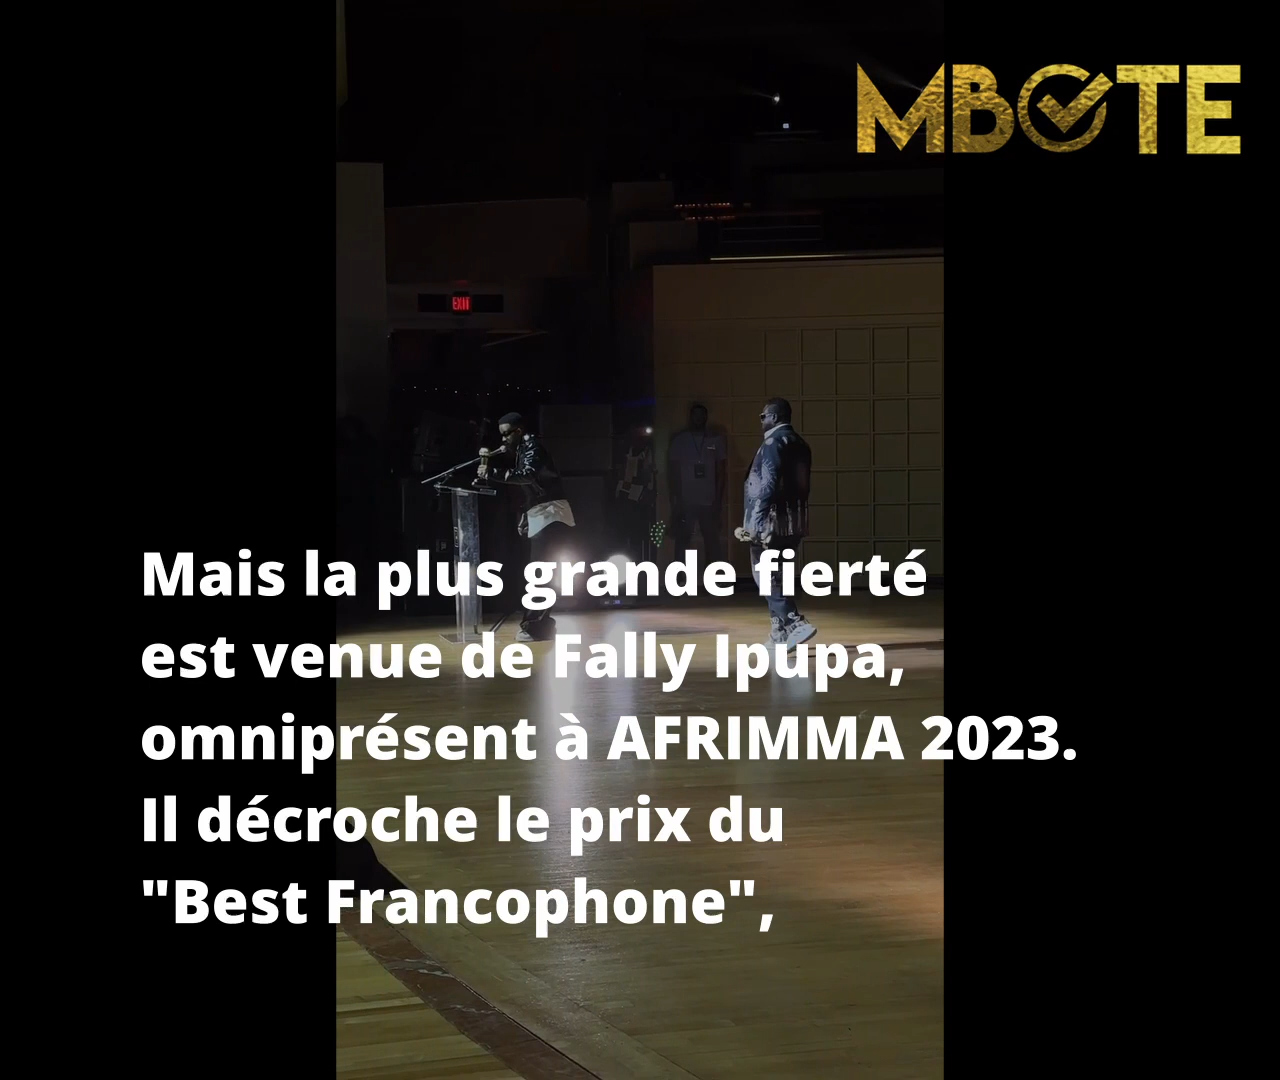 MBOTE
EXIT
Mais la plus grande fierté
est venue de Fally Ipupa,
omniprésent à AFRIMMA 2023.
Il décroche le prix du
"Best Francophone",